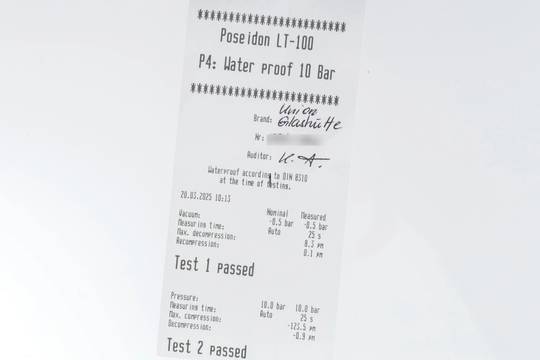 ********************************
Poseidon LT-100
P4: Water proof 10 Bar
********************************
Brand: Union Glashütte
Nr:
Auditor: K. A.
Waterproof according to DIN 8310
at the time of testing.
20.03.2025 10:13
Nominal Measured
Vacuum: -0.5 bar -0.5 bar
Measuring time: Auto 25 s
Max. decompression: 8.3 µm
Recompression: 0.1 µm
Test 1 passed
Pressure: 10.0 bar 10.0 bar
Measuring time: Auto 25 s
Max. compression: -123.5 µm
Decompression: -0.9 µm
Test 2 passed